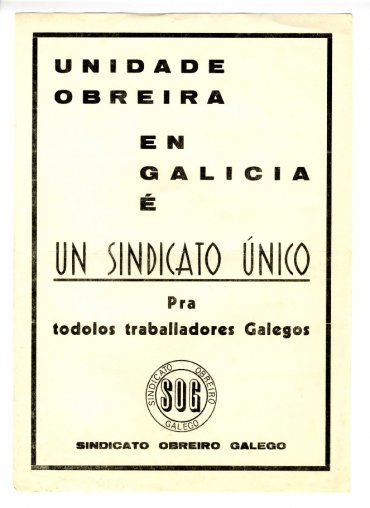 UNIDADE
OBREIRA
EN
GALICIA
É
UN SINDICATO ÚNICO
Pra
todolos traballadores Galegos
SINDICATO OBREIRO GALEGO
SOG
SINDICATO OBREIRO GALEGO